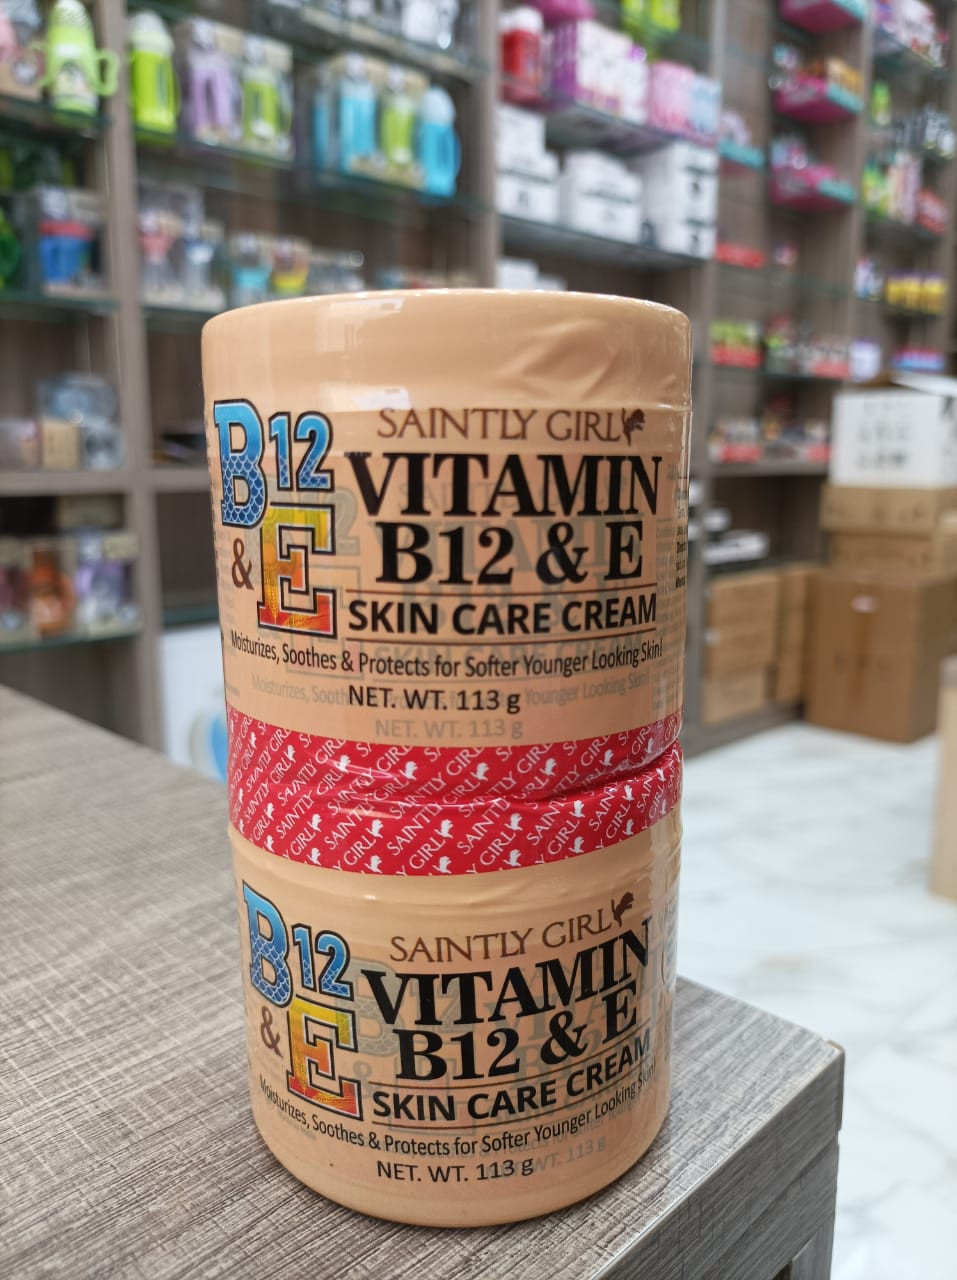 B12
& E
SAINTLY GIRL
VITAMIN
B12 & E
SKIN CARE CREAM
Moisturizes, Soothes & Protects for Softer Younger Looking Skin!
NET. WT. 113 g
SAINTLY GIRL
B12
& E
SAINTLY GIRL
VITAMIN
B12 & E
SKIN CARE CREAM
Moisturizes, Soothes & Protects for Softer Younger Looking Skin!
NET. WT. 113 g